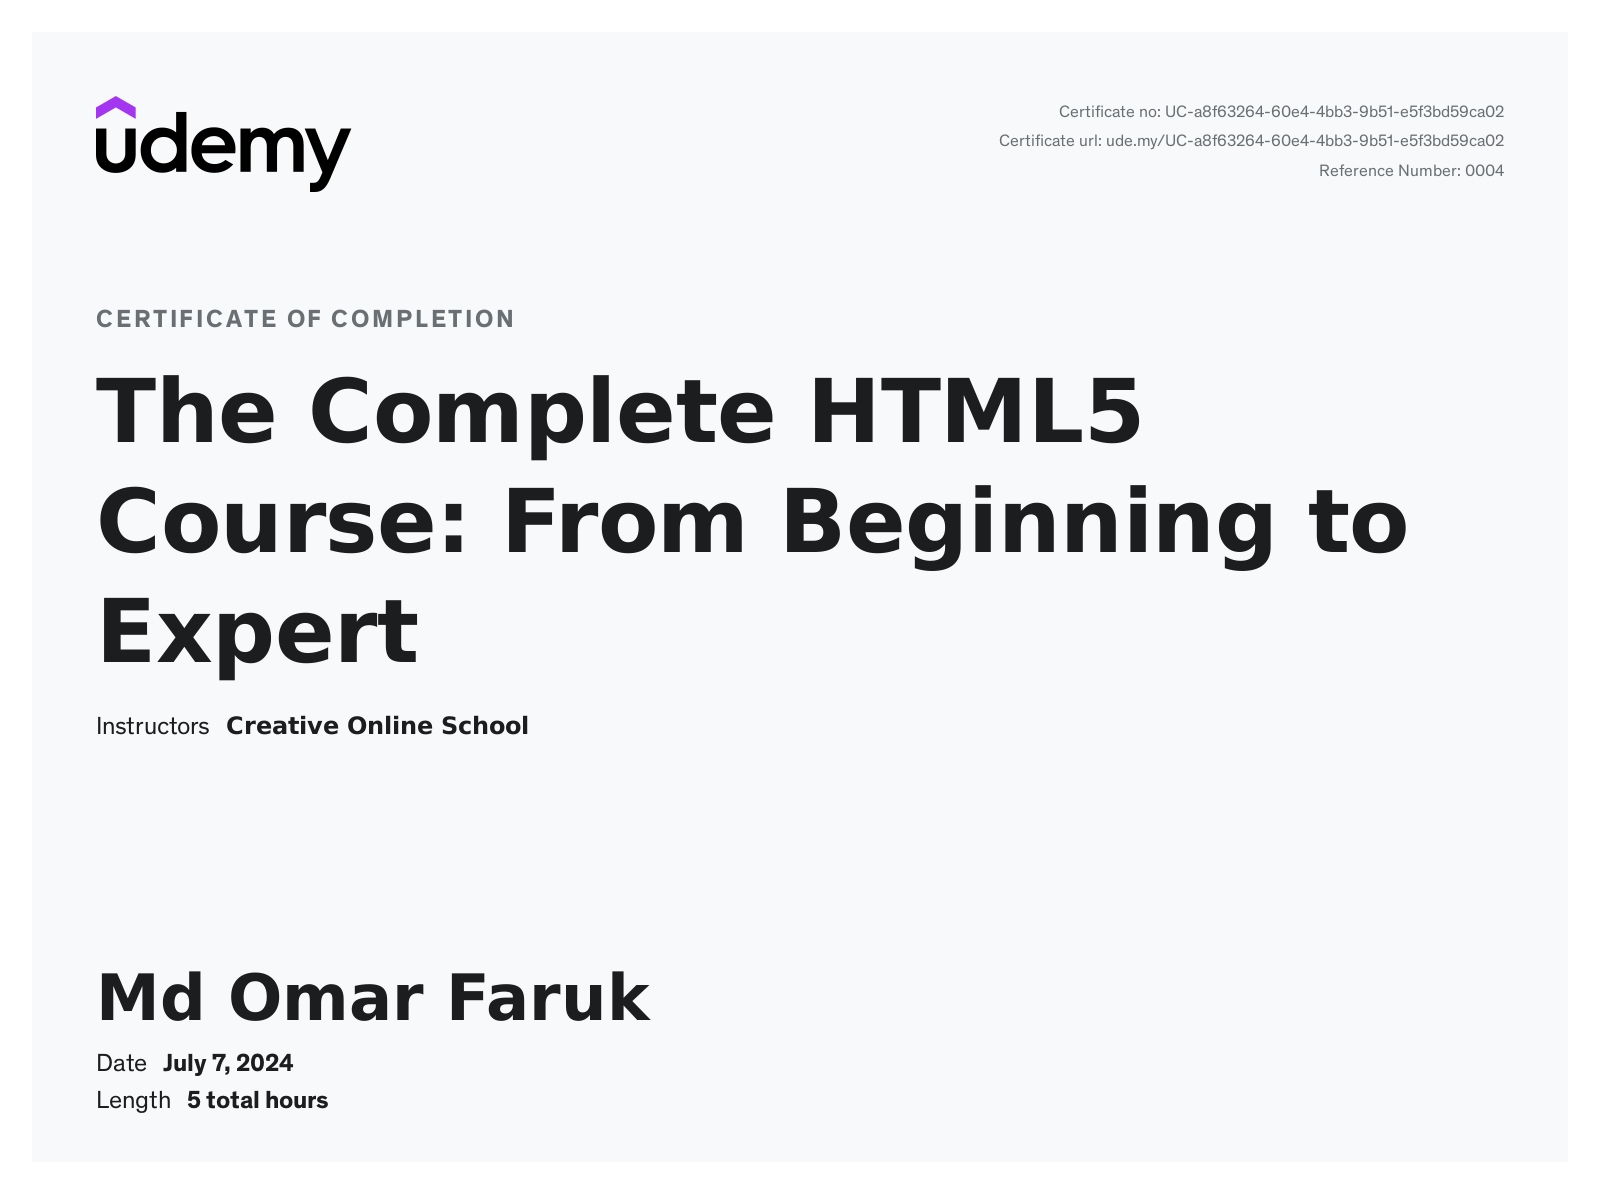 udemy
Certificate no: UC-a8f63264-60e4-4bb3-9b51-e5f3bd59ca02
Certificate url: ude.my/UC-a8f63264-60e4-4bb3-9b51-e5f3bd59ca02
Reference Number: 0004
CERTIFICATE OF COMPLETION
The Complete HTML5
Course: From Beginning to
Expert
Instructors Creative Online School
Md Omar Faruk
Date July 7, 2024
Length 5 total hours